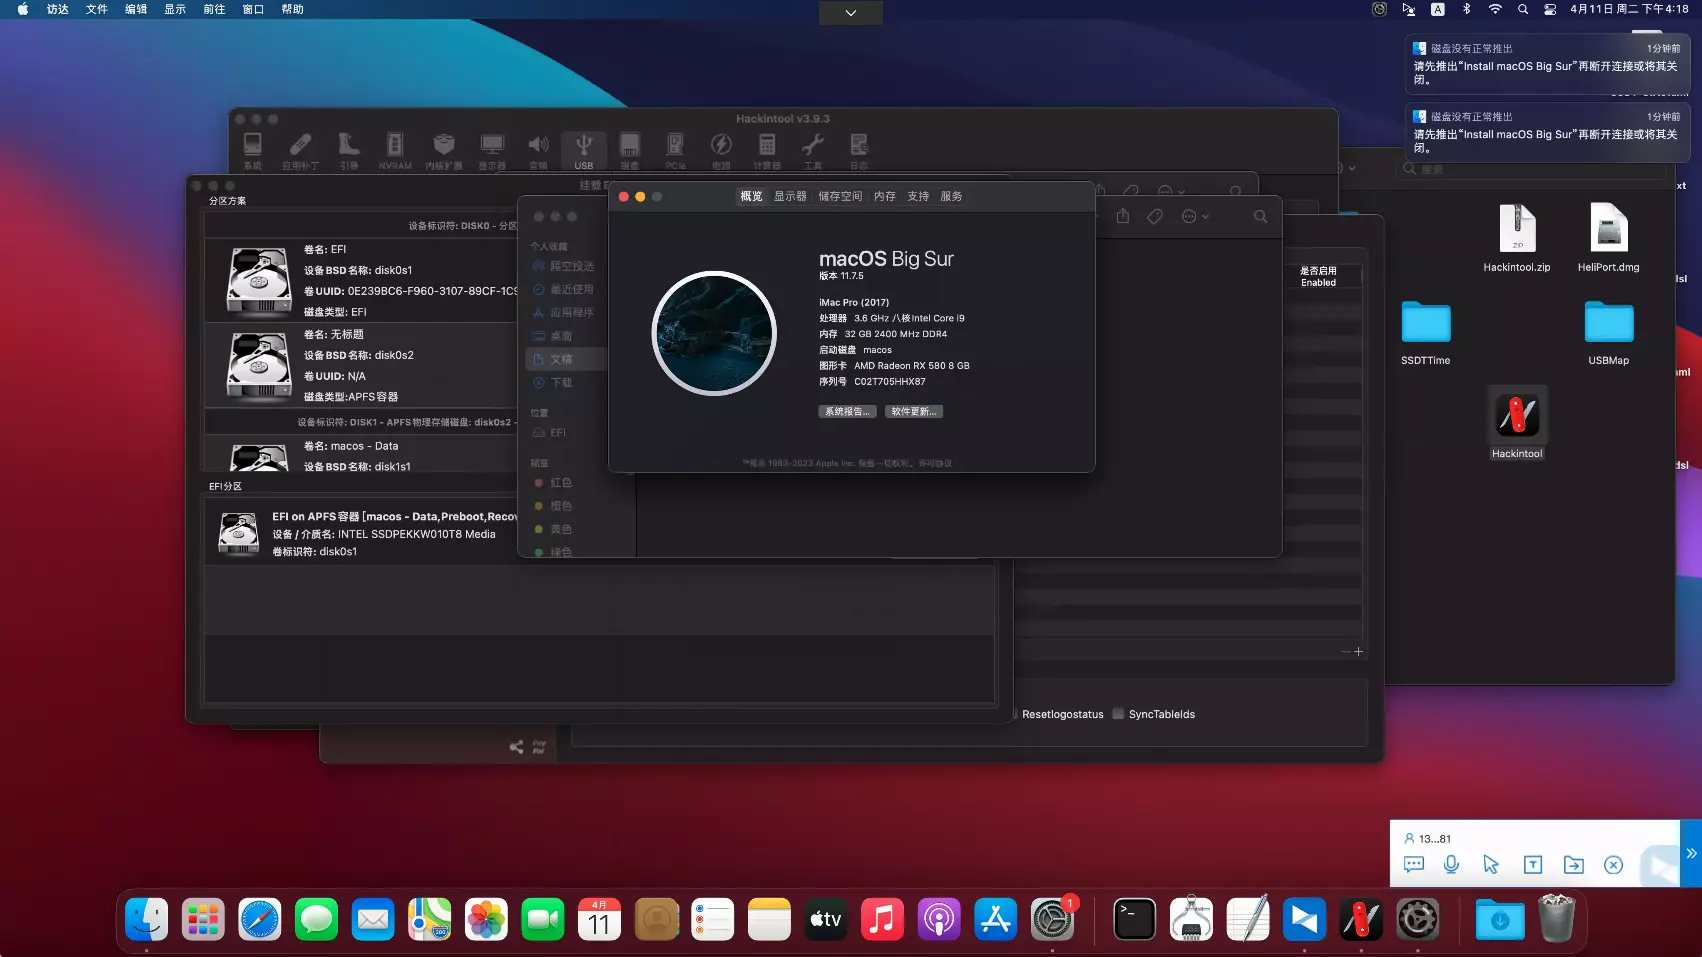 访达 文件 编辑 显示 前往 窗口 帮助
A
4月11日 周二 下午4:18
磁盘没有正常推出 1分钟前
请先推出“Install macOS Big Sur”再断开连接或将其关闭。
磁盘没有正常推出 1分钟前
请先推出“Install macOS Big Sur”再断开连接或将其关闭。
Hackintool v3.9.3
系统 应用补丁 引导 NVRAM 内核扩展 显示器 音频 USB 磁盘 PCIe 电源 计算器 工具 日志
搜索
挂载
分区方案
设备标识符: DISK0 - 分区
卷名: EFI
设备BSD名称: disk0s1
卷UUID: 0E239BC6-F960-3107-89CF-1C9
磁盘类型: EFI
卷名: 无标题
设备BSD名称: disk0s2
卷UUID: N/A
磁盘类型:APFS容器
设备标识符: DISK1 - APFS物理存储磁盘: disk0s2 -
卷名: macos - Data
设备BSD名称: disk1s1
EFI分区
EFI on APFS容器 [macos - Data,Preboot,Recov
设备 / 介质名: INTEL SSDPEKKW010T8 Media
卷标识符: disk0s1
个人收藏
隔空投送
最近使用
应用程序
桌面
文稿
下载
位置
EFI
标签
红色
橙色
黄色
绿色
概览 显示器 储存空间 内存 支持 服务
macOS Big Sur
版本 11.7.5
iMac Pro (2017)
处理器 3.6 GHz 八核Intel Core i9
内存 32 GB 2400 MHz DDR4
启动磁盘 macos
图形卡 AMD Radeon RX 580 8 GB
序列号 C02T705HHX87
系统报告... 软件更新...
™和© 1983-2023 Apple Inc. 保留一切权利。许可协议
是否启用
Enabled
Resetlogostatus SyncTableIds
Pay
Pal
ZIP
Hackintool.zip HeliPort.dmg
SSDTTime USBMap
Hackintool
13...81
4月
11
tv
1